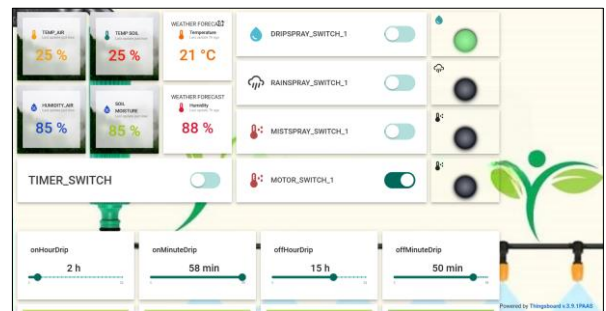 TEMP_AIR
25 %
TEMP SOIL
25 %
WEATHER FORECAST
Temperature
21 °C
DRIPSPRAY_SWITCH_1
RAINSPRAY_SWITCH_1
HUMIDITY_AIR
85 %
SOIL
MOISTURE
85 %
WEATHER FORECAST
Humidity
88 %
MISTSPRAY_SWITCH_1
TIMER_SWITCH
MOTOR_SWITCH_1
onHourDrip
2 h
onMinuteDrip
58 min
offHourDrip
15 h
offMinuteDrip
50 min
Powered by Thingsboard v.3.9.1PAAS